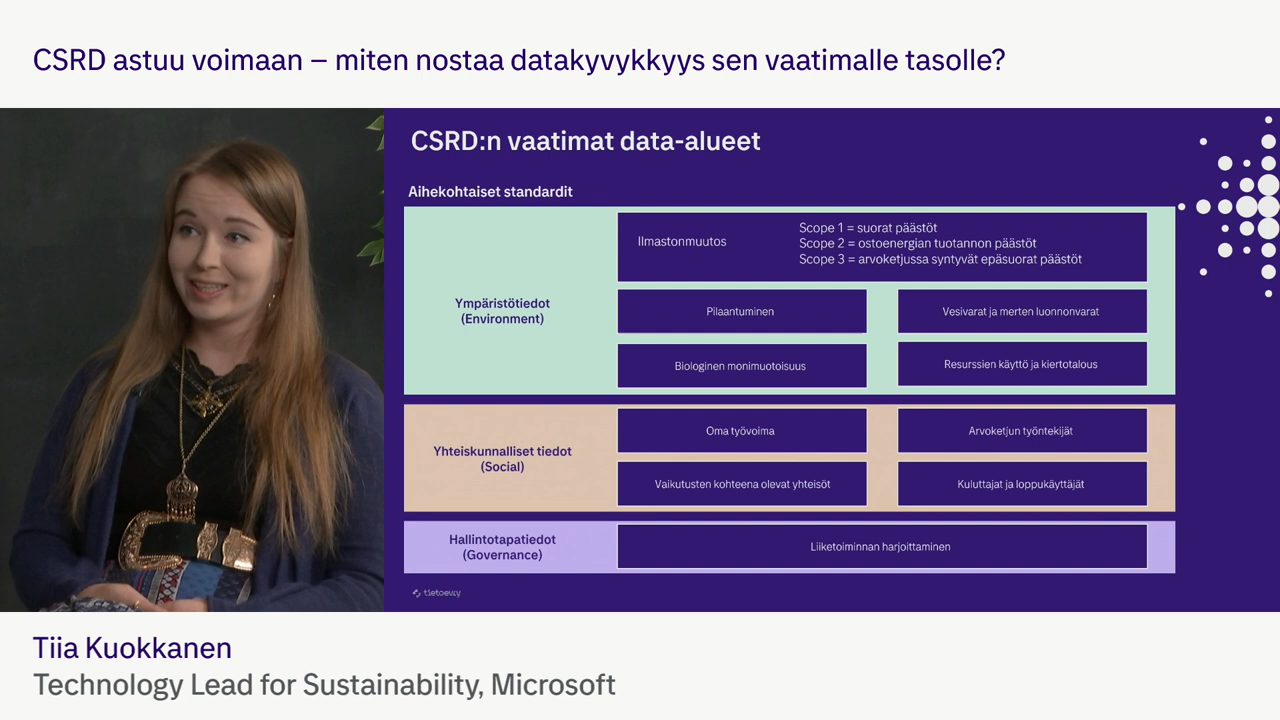 CSRD astuu voimaan – miten nostaa datakyvykkyys sen vaatimalle tasolle?
CSRD:n vaatimat data-alueet
Aihekohtaiset standardit
Ympäristötiedot
(Environment)
Ilmastonmuutos
Scope 1 = suorat päästöt
Scope 2 = ostoenergian tuotannon päästöt
Scope 3 = arvoketjussa syntyvät epäsuorat päästöt
Pilaantuminen
Vesivarat ja merten luonnonvarat
Biologinen monimuotoisuus
Resurssien käyttö ja kiertotalous
Yhteiskunnalliset tiedot
(Social)
Oma työvoima
Arvoketjun työntekijät
Vaikutusten kohteena olevat yhteisöt
Kuluttajat ja loppukäyttäjät
Hallintotapatiedot
(Governance)
Liiketoiminnan harjoittaminen
tietoevry
Tiia Kuokkanen
Technology Lead for Sustainability, Microsoft